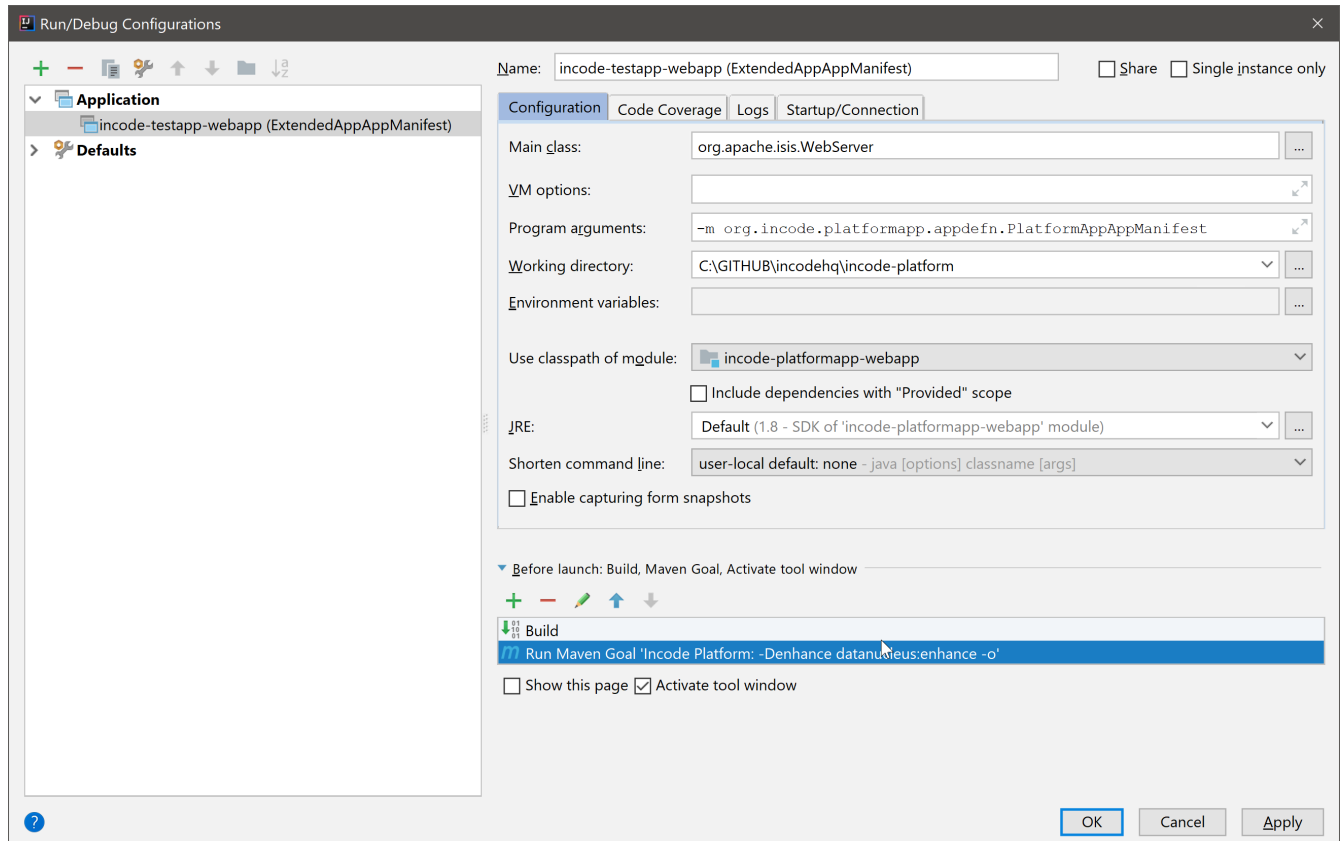 Run/Debug Configurations
Name: incode-testapp-webapp (ExtendedAppAppManifest) Share Single instance only
Application
incode-testapp-webapp (ExtendedAppAppManifest)
Defaults
Configuration Code Coverage Logs Startup/Connection
Main class: org.apache.isis.WebServer ...
VM options:
Program arguments: -m org.incode.platformapp.appdefn.PlatformAppAppManifest
Working directory: C:\GITHUB\incodehq\incode-platform ...
Environment variables: ...
Use classpath of module: incode-platformapp-webapp
Include dependencies with "Provided" scope
JRE: Default (1.8 - SDK of 'incode-platformapp-webapp' module) ...
Shorten command line: user-local default: none - java [options] classname [args]
Enable capturing form snapshots
Before launch: Build, Maven Goal, Activate tool window
Build
Run Maven Goal 'Incode Platform: -Denhance datanucleus:enhance -o'
Show this page Activate tool window
? OK Cancel Apply